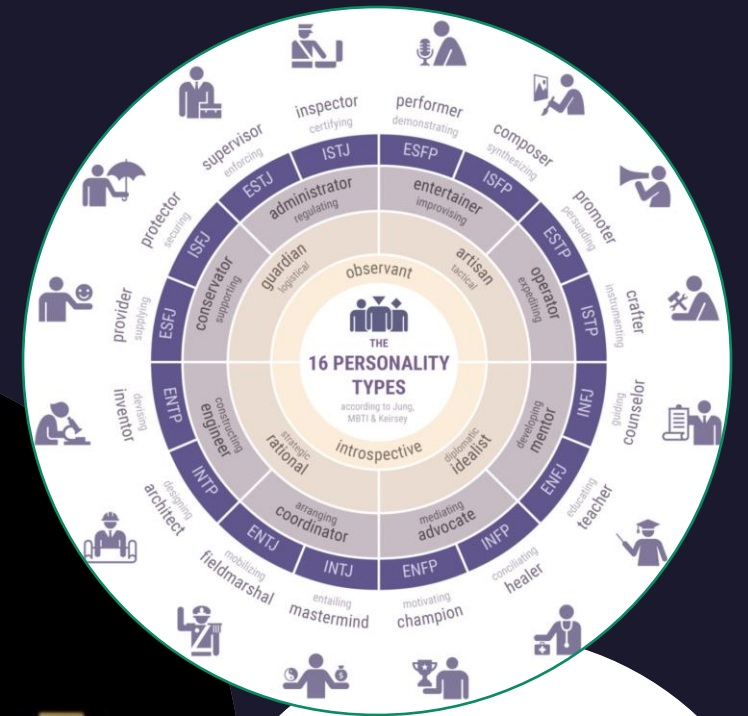 THE
16 PERSONALITY
TYPES
according to Jung,
MBTI & Keirsey
observant
introspective
guardian
logistical
artisan
tactical
diplomatic
idealist
strategic
rational
administrator
regulating
entertainer
improvising
operator
expediting
developing
mentor
mediating
advocate
arranging
coordinator
constructing
engineer
conservator
supporting
ISTJ
ESFP
ISFP
ESTP
ISTP
INFJ
ENFJ
INFP
ENFP
INTJ
ENTJ
INTP
ENTP
ESFJ
ISFJ
ESTJ
inspector
certifying
performer
demonstrating
composer
synthesizing
promoter
persuading
crafter
instrumenting
guiding
counselor
educating
teacher
conciliating
healer
motivating
champion
entailing
mastermind
mobilizing
fieldmarshal
designing
architect
devising
inventor
provider
supplying
protector
securing
supervisor
enforcing